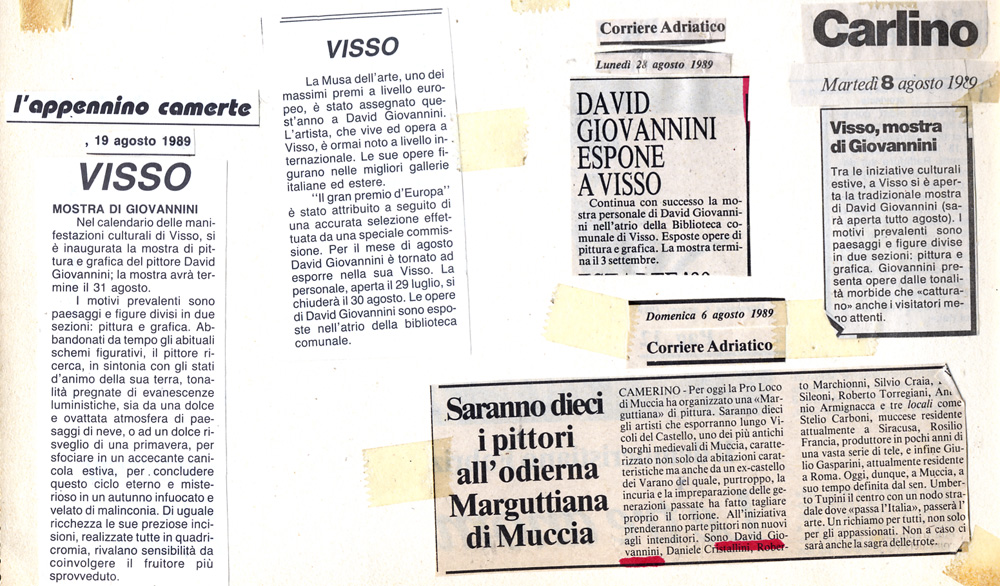 l'appennino camerte
, 19 agosto 1989
VISSO
MOSTRA DI GIOVANNINI
Nel calendario delle mani-
festazioni culturali di Visso, si
è inaugurata la mostra di pit-
tura e grafica del pittore David
Giovannini; la mostra avrà ter-
mine il 31 agosto.
I motivi prevalenti sono
paesaggi e figure divisi in due
sezioni: pittura e grafica. Ab-
bandonati da tempo gli abituali
schemi figurativi, il pittore ri-
cerca, in sintonia con gli stati
d'animo della sua terra, tona-
lità pregnate di evanescenze
luministiche, sia da una dolce
e ovattata atmosfera di pae-
saggi di neve, o ad un dolce ri-
sveglio di una primavera, per
sfociare in un accecante cani-
cola estiva, per concludere
questo ciclo eterno e miste-
rioso in un autunno infuocato e
velato di malinconia. Di uguale
ricchezza le sue preziose inci-
sioni, realizzate tutte in quadri-
cromia, rivalano sensibilità da
coinvolgere il fruitore più
sprovveduto.
VISSO
La Musa dell'arte, uno dei
massimi premi a livello euro-
peo, è stato assegnato que-
st'anno a David Giovannini.
L'artista, che vive ed opera a
Visso, è ormai noto a livello in-
ternazionale. Le sue opere fi-
gurano nelle migliori gallerie
italiane ed estere.
''Il gran premio d'Europa''
è stato attribuito a seguito di
una accurata selezione effet-
tuata da una speciale commis-
sione. Per il mese di agosto
David Giovannini è tornato ad
esporre nella sua Visso. La
personale, aperta il 29 luglio, si
chiuderà il 30 agosto. Le opere
di David Giovannini sono espo-
ste nell'atrio della biblioteca
comunale.
Corriere Adriatico
Lunedì 28 agosto 1989
DAVID
GIOVANNINI
ESPONE
A VISSO
Continua con successo la mo-
stra personale di David Giovanni-
ni nell'atrio della Biblioteca co-
munale di Visso. Esposte opere di
pittura e grafica. La mostra termi-
na il 3 settembre.
Carlino
Martedì 8 agosto 1989
Visso, mostra
di Giovannini
Tra le iniziative culturali
estive, a Visso si è aper-
ta la tradizionale mostra
di David Giovannini (sa-
rà aperta tutto agosto). I
motivi prevalenti sono
paesaggi e figure divise
in due sezioni: pittura e
grafica. Giovannini pre-
senta opere dalle tonali-
tà morbide che «cattura-
no» anche i visitatori me-
no attenti.
Domenica 6 agosto 1989
Corriere Adriatico
Saranno dieci
i pittori
all'odierna
Marguttiana
di Muccia
CAMERINO - Per oggi la Pro Loco
di Muccia ha organizzato una «Mar-
guttiana» di pittura. Saranno dieci
gli artisti che esporranno lungo Vi-
coli del Castello, uno dei più antichi
borghi medievali di Muccia, caratte-
rizzato non solo da abitazioni carat-
teristiche ma anche da un ex-castello
dei Varano del quale, purtroppo, la
incuria e la impreparazione delle ge-
nerazioni passate ha fatto tagliare
proprio il torrione. All'iniziativa
prenderanno parte pittori non nuovi
agli intenditori. Sono David Gio-
vannini, Daniele Cristallini, Rober-
to Marchionni, Silvio Craia,
Sileoni, Roberto Torregiani, An
nio Armignacca e tre locali come
Stelio Carboni, muccese residente
attualmente a Siracusa, Rosilio
Francia, produttore in pochi anni di
una vasta serie di tele, e infine Giu-
lio Gasparini, attualmente residente
a Roma. Oggi, dunque, a Muccia, a
suo tempo definita dal sen. Umber-
to Tupini il centro con un nodo stra-
dale dove «passa l'Italia», passerà l'
arte. Un richiamo per tutti, non solo
per gli appassionati. Non a caso ci
sarà anche la sagra delle trote.